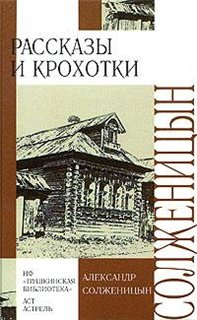 РАССКАЗЫ
И КРОХОТКИ
СОЛЖЕНИЦЫН
НФ
«ПУШКИНСКАЯ
БИБЛИОТЕКА»
АСТ
АСТРЕЛЬ
АЛЕКСАНДР
СОЛЖЕНИЦЫН